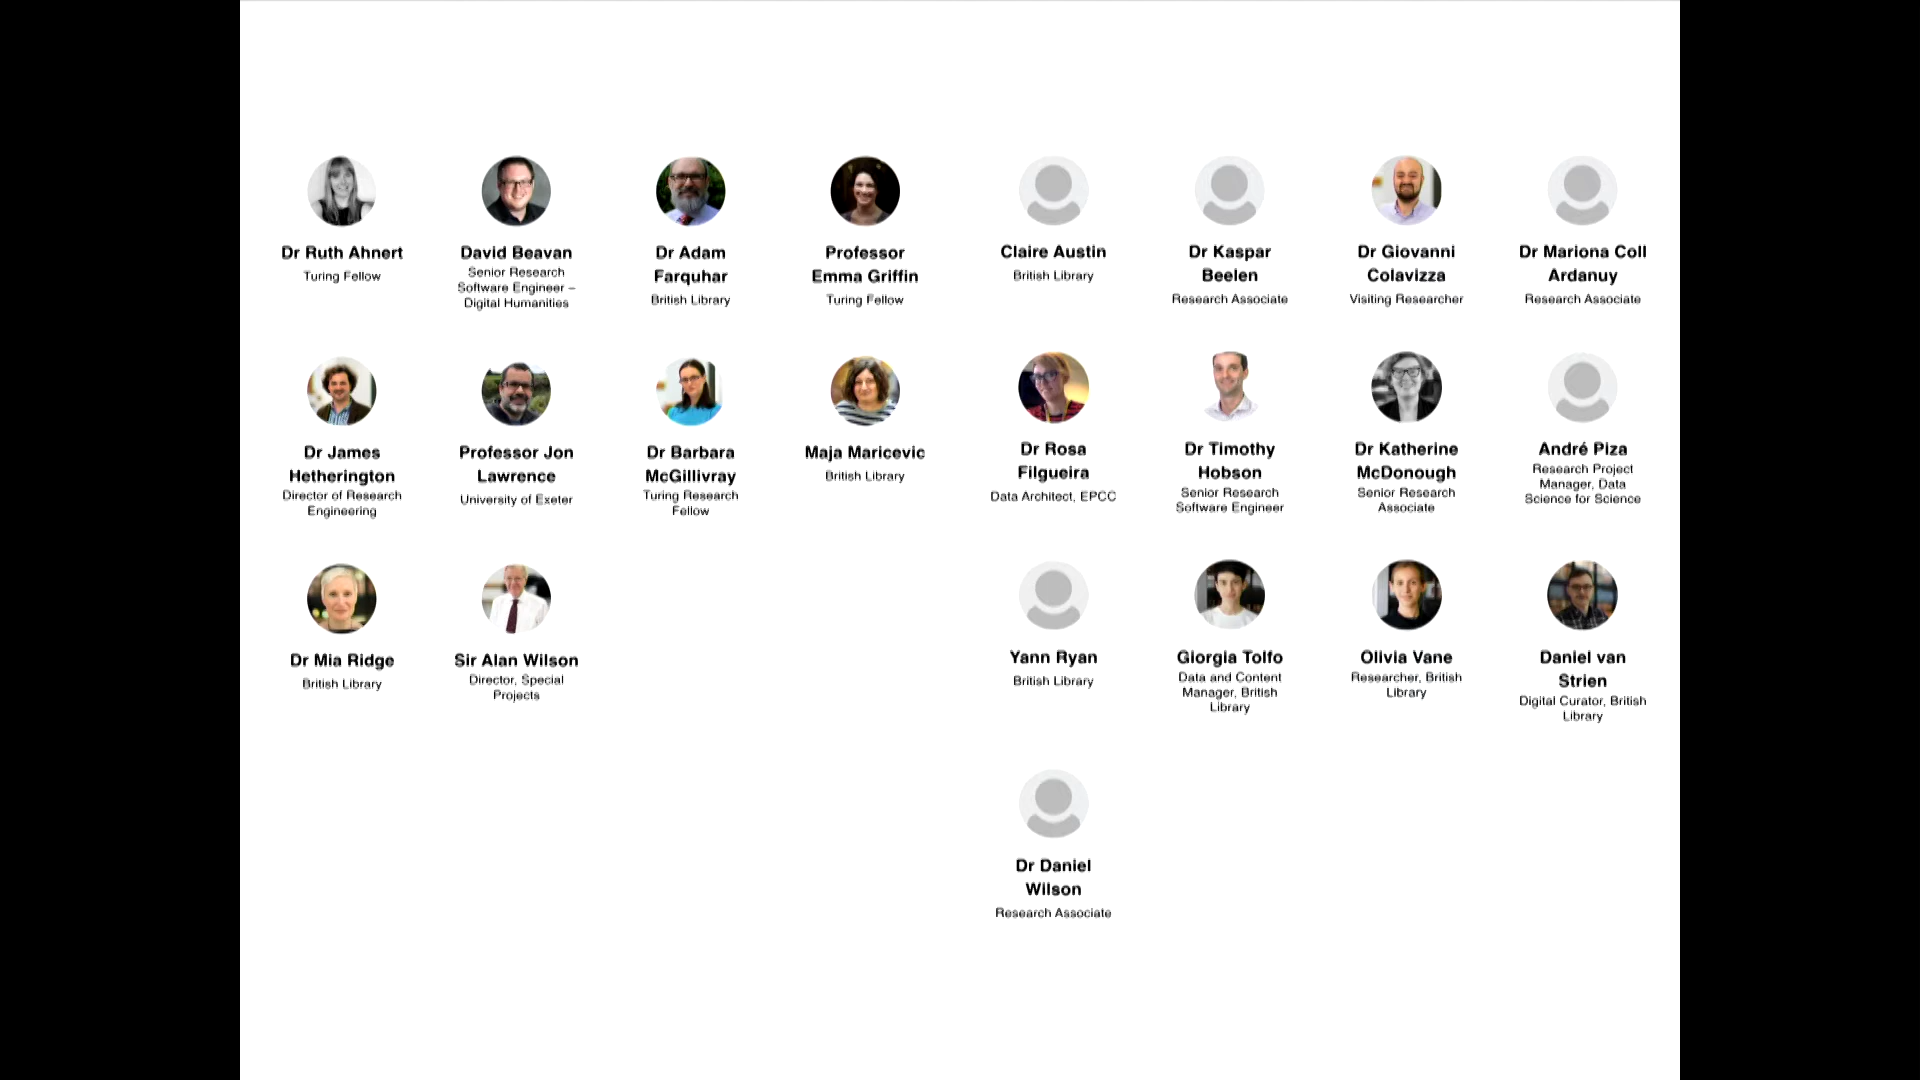 Dr Ruth Ahnert
Turing Fellow
David Beavan
Senior Research
Software Engineer –
Digital Humanities
Dr Adam
Farquhar
British Library
Professor
Emma Griffin
Turing Fellow
Claire Austin
British Library
Dr Kaspar
Beelen
Research Associate
Dr Giovanni
Colavizza
Visiting Researcher
Dr Mariona Coll
Ardanuy
Research Associate
Dr James
Hetherington
Director of Research
Engineering
Professor Jon
Lawrence
University of Exeter
Dr Barbara
McGillivray
Turing Research
Fellow
Maja Maricevic
British Library
Dr Rosa
Filgueira
Data Architect, EPCC
Dr Timothy
Hobson
Senior Research
Software Engineer
Dr Katherine
McDonough
Senior Research
Associate
André Piza
Research Project
Manager, Data
Science for Science
Dr Mia Ridge
British Library
Sir Alan Wilson
Director, Special
Projects
Yann Ryan
British Library
Giorgia Tolfo
Data and Content
Manager, British
Library
Olivia Vane
Researcher, British
Library
Daniel van
Strien
Digital Curator, British
Library
Dr Daniel
Wilson
Research Associate